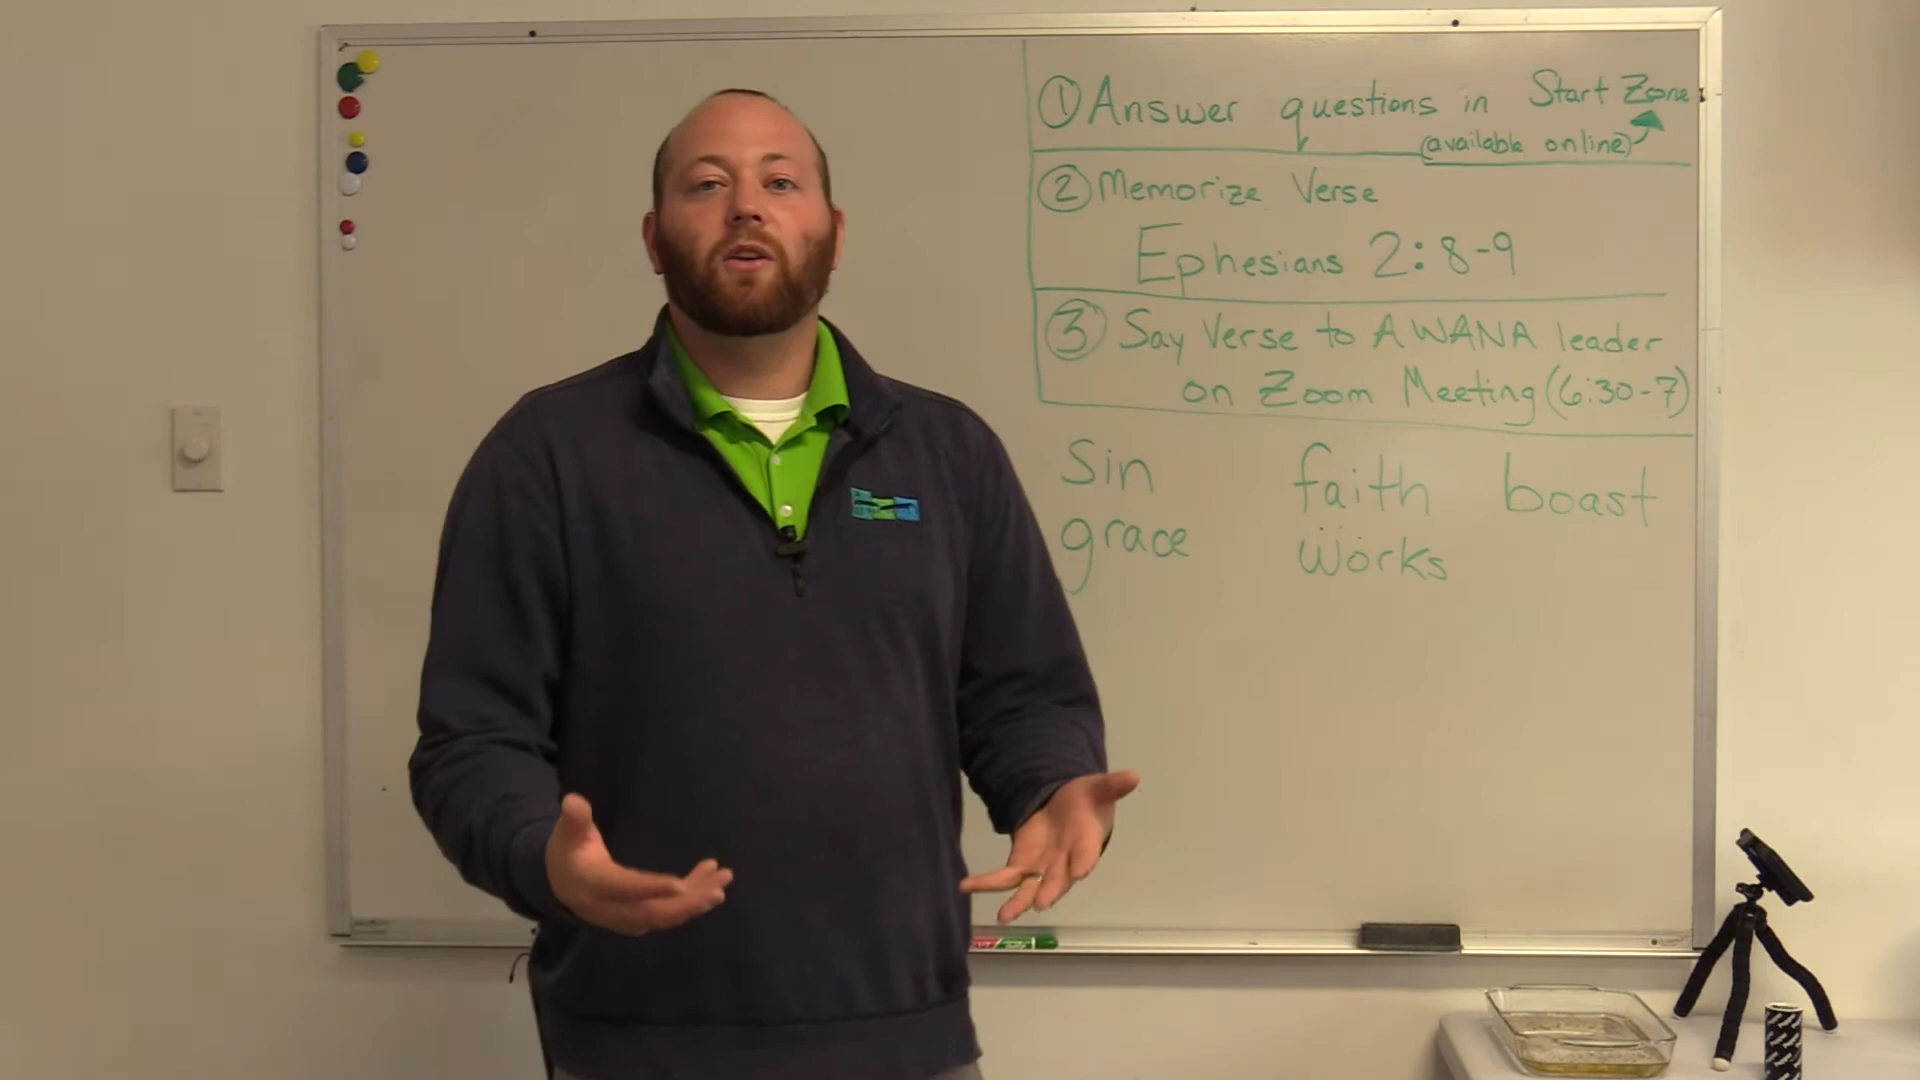 ① Answer questions in Start Zone
(available online)
② Memorize Verse
Ephesians 2:8-9
③ Say Verse to AWANA leader
on Zoom Meeting (6:30-7)
Sin faith boast
grace works